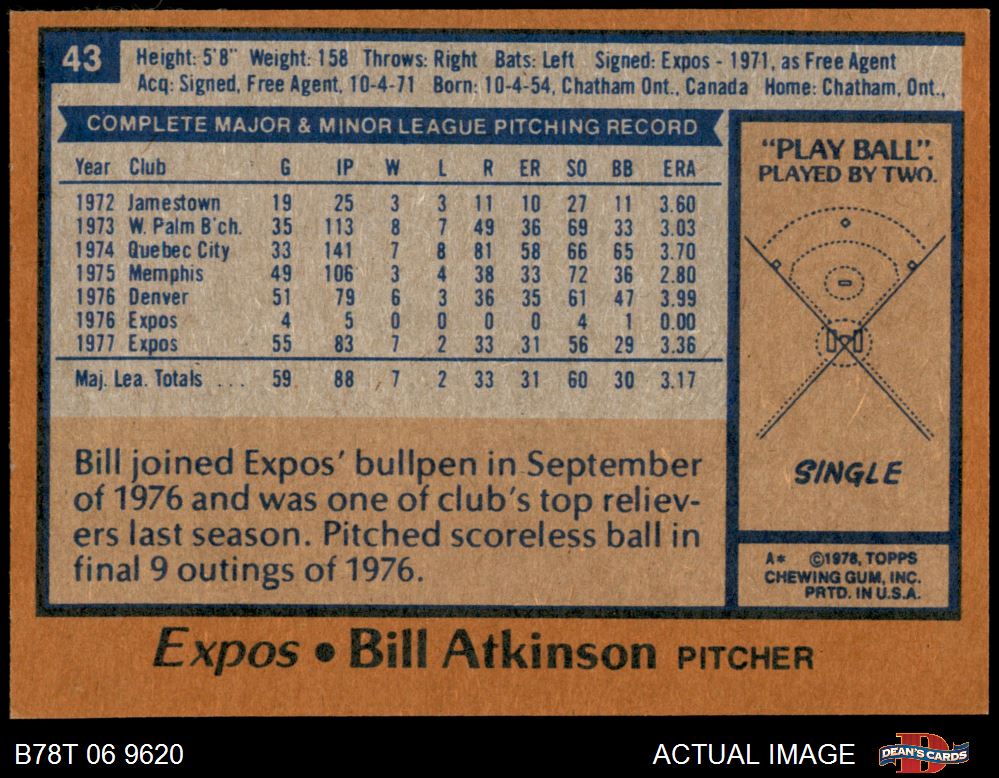 43
Height: 5'8" Weight: 158 Throws: Right Bats: Left Signed: Expos - 1971, as Free Agent
Acq: Signed, Free Agent, 10-4-71 Born: 10-4-54, Chatham Ont., Canada Home: Chatham, Ont.,
COMPLETE MAJOR & MINOR LEAGUE PITCHING RECORD
Year Club G IP W L R ER SO BB ERA
1972 Jamestown 19 25 3 3 11 10 27 11 3.60
1973 W. Palm B'ch. 35 113 8 7 49 36 69 33 3.03
1974 Quebec City 33 141 7 8 81 58 66 65 3.70
1975 Memphis 49 106 3 4 38 33 72 36 2.80
1976 Denver 51 79 6 3 36 35 61 47 3.99
1976 Expos 4 5 0 0 0 0 4 1 0.00
1977 Expos 55 83 7 2 33 31 56 29 3.36
Maj. Lea. Totals ... 59 88 7 2 33 31 60 30 3.17
Bill joined Expos' bullpen in September
of 1976 and was one of club's top reliev-
ers last season. Pitched scoreless ball in
final 9 outings of 1976.
"PLAY BALL".
PLAYED BY TWO.
SINGLE
A* ©1978, TOPPS
CHEWING GUM, INC.
PRTD. IN U.S.A.
Expos • Bill Atkinson PITCHER
B78T 06 9620
ACTUAL IMAGE
D
DEAN'S CARDS